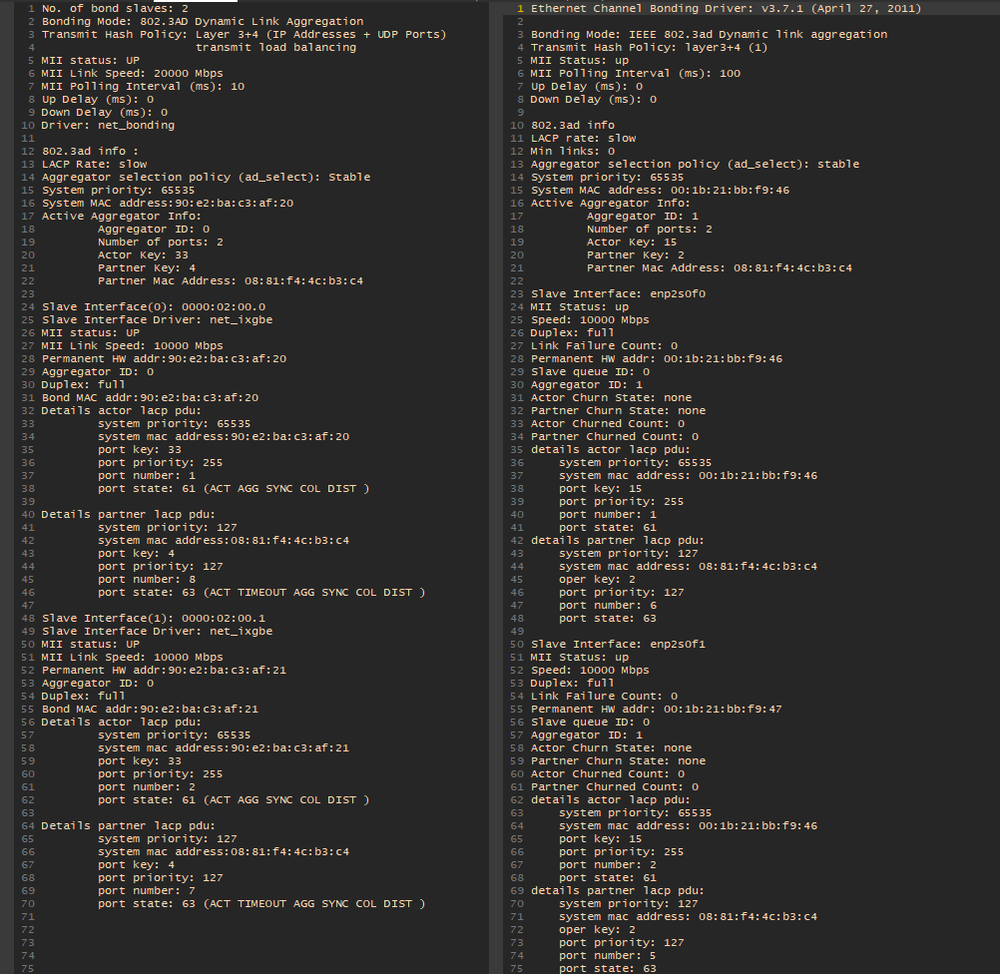 1 No. of bond slaves: 2
2 Bonding Mode: 802.3AD Dynamic Link Aggregation
3 Transmit Hash Policy: Layer 3+4 (IP Addresses + UDP Ports)
4 transmit load balancing
5 MII status: UP
6 MII Link Speed: 20000 Mbps
7 MII Polling Interval (ms): 10
8 Up Delay (ms): 0
9 Down Delay (ms): 0
10 Driver: net_bonding
11
12 802.3ad info :
13 LACP Rate: slow
14 Aggregator selection policy (ad_select): Stable
15 System priority: 65535
16 System MAC address:90:e2:ba:c3:af:20
17 Active Aggregator Info:
18 Aggregator ID: 0
19 Number of ports: 2
20 Actor Key: 33
21 Partner Key: 4
22 Partner Mac Address: 08:81:f4:4c:b3:c4
23
24 Slave Interface(0): 0000:02:00.0
25 Slave Interface Driver: net_ixgbe
26 MII status: UP
27 MII Link Speed: 10000 Mbps
28 Permanent HW addr:90:e2:ba:c3:af:20
29 Aggregator ID: 0
30 Duplex: full
31 Bond MAC addr:90:e2:ba:c3:af:20
32 Details actor lacp pdu:
33 system priority: 65535
34 system mac address:90:e2:ba:c3:af:20
35 port key: 33
36 port priority: 255
37 port number: 1
38 port state: 61 (ACT AGG SYNC COL DIST )
39
40 Details partner lacp pdu:
41 system priority: 127
42 system mac address:08:81:f4:4c:b3:c4
43 port key: 4
44 port priority: 127
45 port number: 8
46 port state: 63 (ACT TIMEOUT AGG SYNC COL DIST )
47
48 Slave Interface(1): 0000:02:00.1
49 Slave Interface Driver: net_ixgbe
50 MII status: UP
51 MII Link Speed: 10000 Mbps
52 Permanent HW addr:90:e2:ba:c3:af:21
53 Aggregator ID: 0
54 Duplex: full
55 Bond MAC addr:90:e2:ba:c3:af:21
56 Details actor lacp pdu:
57 system priority: 65535
58 system mac address:90:e2:ba:c3:af:21
59 port key: 33
60 port priority: 255
61 port number: 2
62 port state: 61 (ACT AGG SYNC COL DIST )
63
64 Details partner lacp pdu:
65 system priority: 127
66 system mac address:08:81:f4:4c:b3:c4
67 port key: 4
68 port priority: 127
69 port number: 7
70 port state: 63 (ACT TIMEOUT AGG SYNC COL DIST )
71
72
73
74
75
1 Ethernet Channel Bonding Driver: v3.7.1 (April 27, 2011)
2
3 Bonding Mode: IEEE 802.3ad Dynamic link aggregation
4 Transmit Hash Policy: layer3+4 (1)
5 MII Status: up
6 MII Polling Interval (ms): 100
7 Up Delay (ms): 0
8 Down Delay (ms): 0
9
10 802.3ad info
11 LACP rate: slow
12 Min links: 0
13 Aggregator selection policy (ad_select): stable
14 System priority: 65535
15 System MAC address: 00:1b:21:bb:f9:46
16 Active Aggregator Info:
17 Aggregator ID: 1
18 Number of ports: 2
19 Actor Key: 15
20 Partner Key: 2
21 Partner Mac Address: 08:81:f4:4c:b3:c4
22
23 Slave Interface: enp2s0f0
24 MII Status: up
25 Speed: 10000 Mbps
26 Duplex: full
27 Link Failure Count: 0
28 Permanent HW addr: 00:1b:21:bb:f9:46
29 Slave queue ID: 0
30 Aggregator ID: 1
31 Actor Churn State: none
32 Partner Churn State: none
33 Actor Churned Count: 0
34 Partner Churned Count: 0
35 details actor lacp pdu:
36 system priority: 65535
37 system mac address: 00:1b:21:bb:f9:46
38 port key: 15
39 port priority: 255
40 port number: 1
41 port state: 61
42 details partner lacp pdu:
43 system priority: 127
44 system mac address: 08:81:f4:4c:b3:c4
45 oper key: 2
46 port priority: 127
47 port number: 6
48 port state: 63
49
50 Slave Interface: enp2s0f1
51 MII Status: up
52 Speed: 10000 Mbps
53 Duplex: full
54 Link Failure Count: 0
55 Permanent HW addr: 00:1b:21:bb:f9:47
56 Slave queue ID: 0
57 Aggregator ID: 1
58 Actor Churn State: none
59 Partner Churn State: none
60 Actor Churned Count: 0
61 Partner Churned Count: 0
62 details actor lacp pdu:
63 system priority: 65535
64 system mac address: 00:1b:21:bb:f9:46
65 port key: 15
66 port priority: 255
67 port number: 2
68 port state: 61
69 details partner lacp pdu:
70 system priority: 127
71 system mac address: 08:81:f4:4c:b3:c4
72 oper key: 2
73 port priority: 127
74 port number: 5
75 port state: 63